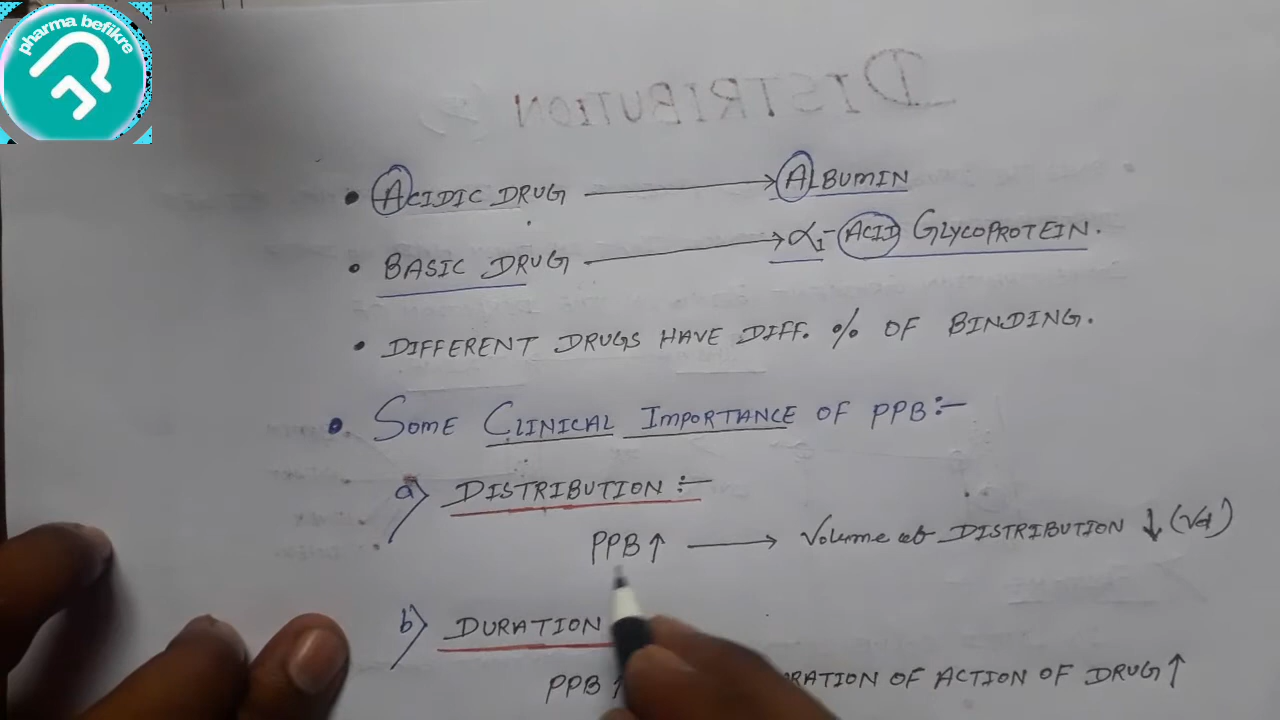 pharma befikre
DISTRIBUTION
• ACIDIC DRUG → ALBUMIN
• BASIC DRUG → α1-ACID GLYCOPROTEIN.
• DIFFERENT DRUGS HAVE DIFF. % OF BINDING.
• SOME CLINICAL IMPORTANCE OF PPB:-
a) DISTRIBUTION :-
PPB ↑ → Volume of DISTRIBUTION ↓ (Vd)
b) DURATION
PPB ↑ OF ACTION OF DRUG ↑